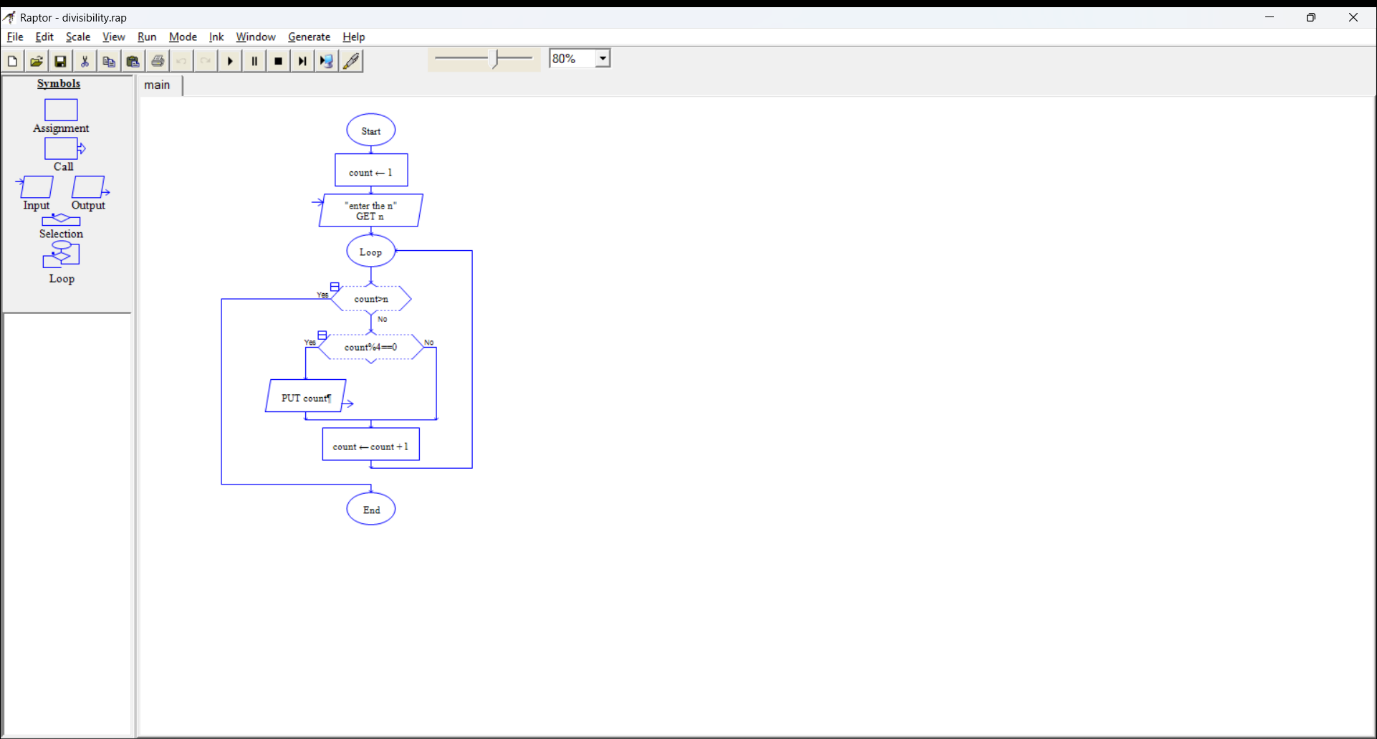 Raptor - divisibility.rap
File Edit Scale View Run Mode Ink Window Generate Help
80%
Symbols
Assignment
Call
Input Output
Selection
Loop
main
Start
count ← 1
"enter the n"
GET n
Loop
Yes
count>n
No
Yes
count%4==0
No
PUT count¶
count ← count + 1
End